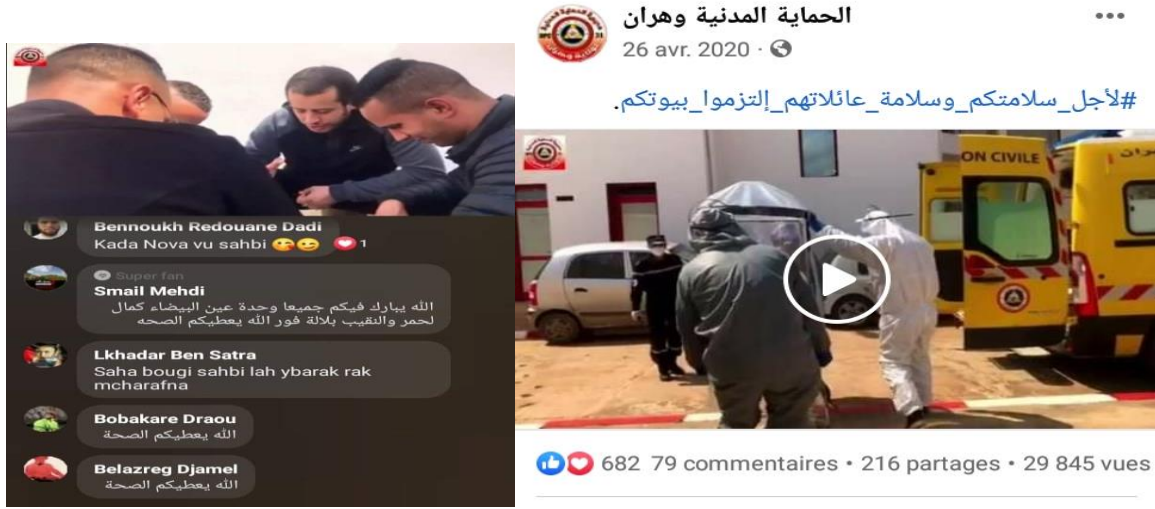 Bennoukh Redouane Dadi
Kada Nova vu sahbi 😘😉 1
Super fan
Smail Mehdi
الله يبارك فيكم جميعا وحدة عين البيضاء كمال
لحمر والنقيب بلالة فور الله يعطيكم الصحه
Lkhadar Ben Satra
Saha bougi sahbi lah ybarak rak
mcharafna
Bobakare Draou
الله يعطيكم الصحة
Belazreg Djamel
الله يعطيكم الصحة
الحماية المدنية وهران
26 avr. 2020 ·
#لأجل_سلامتكم_وسلامة_عائلاتهم_إلتزموا_بيوتكم.
ON CIVILE
682 79 commentaires • 216 partages • 29 845 vues